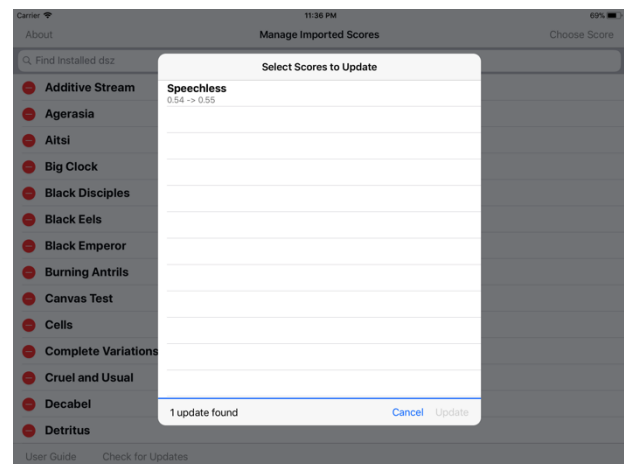 Carrier 11:36 PM 69%
About Manage Imported Scores Choose Score
Find Installed dsz
Select Scores to Update
Speechless
0.54 -> 0.55
Additive Stream
Agerasia
Aitsi
Big Clock
Black Disciples
Black Eels
Black Emperor
Burning Antrils
Canvas Test
Cells
Complete Variations
Cruel and Usual
Decabel
Detritus
1 update found Cancel Update
User Guide Check for Updates